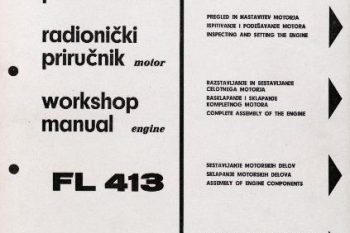 radionički
priručnik motor
workshop
manual engine
FL 413
PREGLED IN NASTAVITEV MOTORJA
ISPITIVANJE I PODEŠAVANJE MOTORA
INSPECTING AND SETTING THE ENGINE
RAZSTAVLJANJE IN SESTAVLJANJE
CELOTNEGA MOTORJA
RASKLAPANJE I SKLAPANJE
KOMPLETNOG MOTORA
COMPLETE ASSEMBLY OF THE ENGINE
SESTAVLJANJE MOTORSKIH DELOV
SKLAPANJE MOTORSKIH DELOVA
ASSEMBLY OF ENGINE COMPONENTS